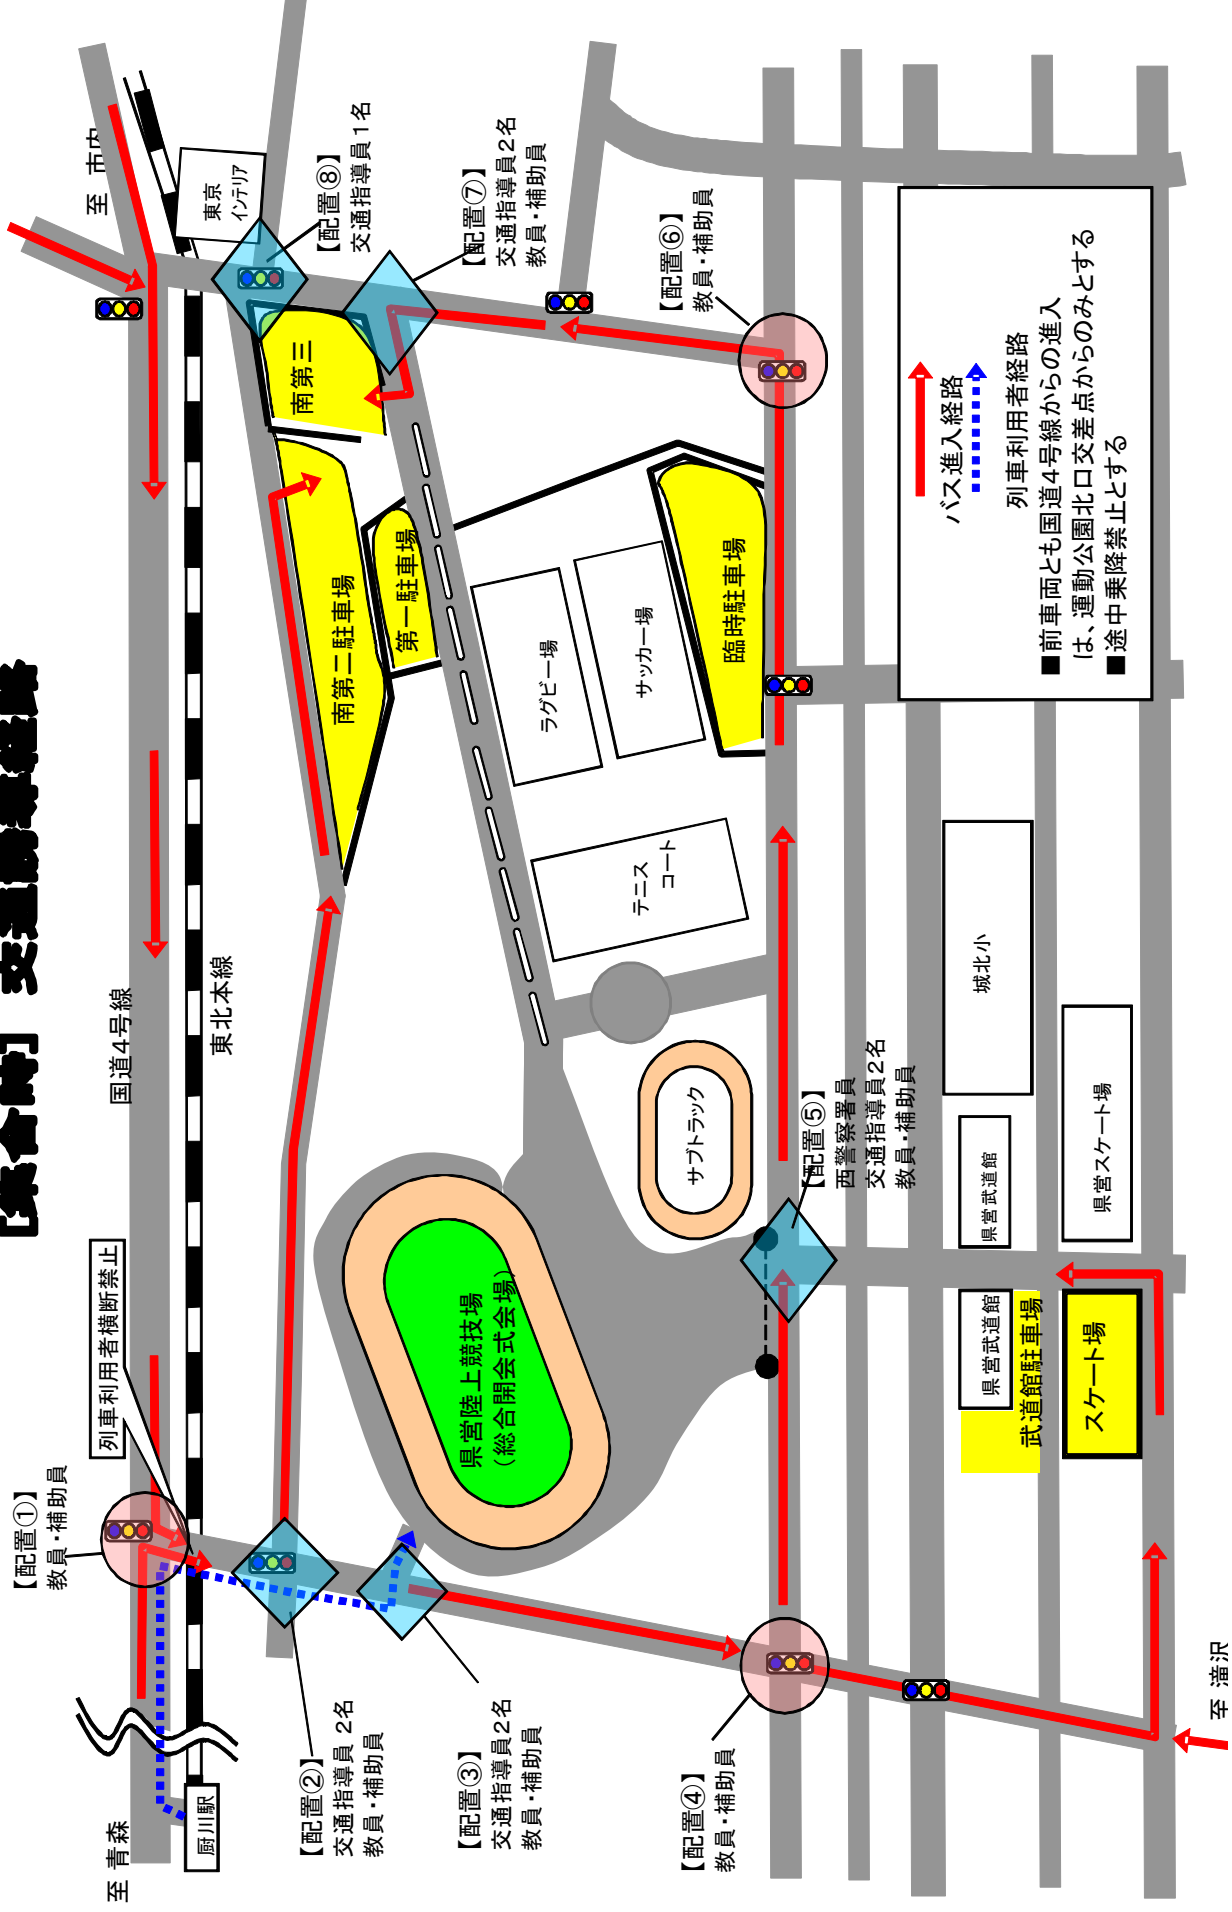 【集合時】 交通誘導経路
至 青森
国道4号線
至 市内
厨川駅
東北本線
列車利用者横断禁止
東京
インテリア
【配置①】
教員・補助員
【配置②】
交通指導員 2名
教員・補助員
【配置③】
交通指導員2名
教員・補助員
【配置④】
教員・補助員
【配置⑤】
西警察署員
交通指導員2名
教員・補助員
【配置⑥】
教員・補助員
【配置⑦】
交通指導員2名
教員・補助員
【配置⑧】
交通指導員1名
南第三
南第二駐車場
第一駐車場
臨時駐車場
ラグビー場
サッカー場
テニス
コート
サブトラック
県営陸上競技場
(総合開会式会場)
城北小
県営武道館
県営スケート場
県営武道館
武道館駐車場
スケート場
至 滝沢
バス進入経路
列車利用者経路
■前車両とも国道4号線からの進入
は、運動公園北口交差点からのみとする
■途中乗降禁止とする